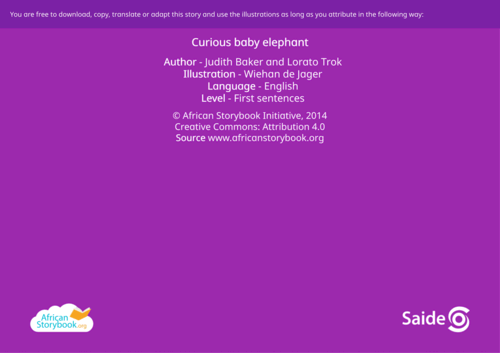 You are free to download, copy, translate or adapt this story and use the illustrations as long as you attribute in the following way:
Curious baby elephant
Author - Judith Baker and Lorato Trok
Illustration - Wiehan de Jager
Language - English
Level - First sentences
© African Storybook Initiative, 2014
Creative Commons: Attribution 4.0
Source www.africanstorybook.org
African
Storybook.org
Saide